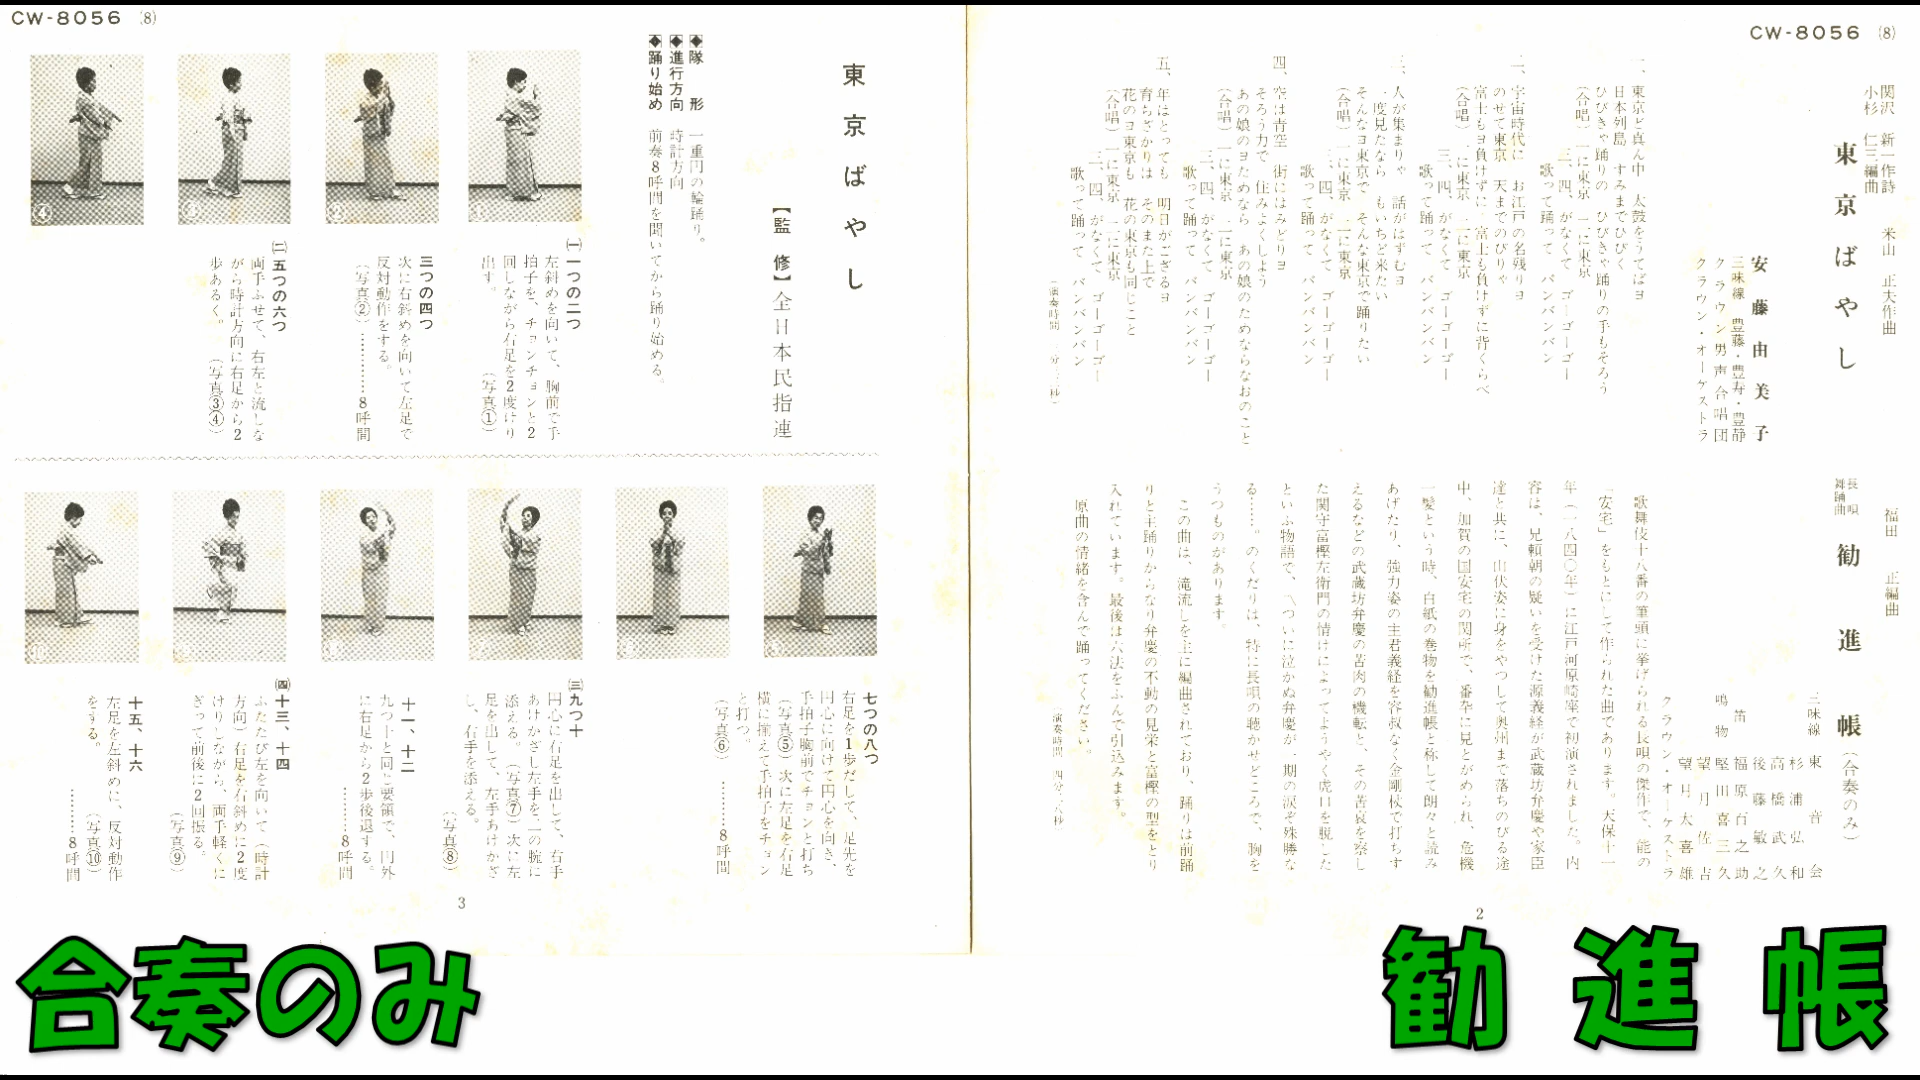 CW-8056 (8)
関沢 新一作詩 米山 正夫作曲
小杉 仁三編曲
東京ばやし
安藤由美子
三味線 豊藤・豊寿・豊静
クラウン男声合唱団
クラウン・オーケストラ
一、東京ど真ん中 太鼓をうてばヨ
日本列島 すみまでひびく
ひびきゃ踊りの ひびきゃ踊りの手もそろう
(合唱) 一に東京 二に東京
三、四、がなくて ゴーゴーゴー
歌って踊って バンバンバン
二、宇宙時代に お江戸の名残りヨ
のせて東京 天までのびりゃ
富士もヨ負けずに 富士も負けずに背くらべ
(合唱) 一に東京 二に東京
三、四、がなくて ゴーゴーゴー
歌って踊って バンバンバン
三、人が集まりゃ 話がはずむヨ
一度見たなら もいちど来たい
そんなヨ東京で そんな東京で踊りたい
(合唱) 一に東京 二に東京
三、四、がなくて ゴーゴーゴー
歌って踊って バンバンバン
四、空は青空 街にはみどりヨ
そろう力で 住みよくしよう
あの娘のヨためなら あの娘のためならなおのこと
(合唱) 一に東京 二に東京
三、四、がなくて ゴーゴーゴー
歌って踊って バンバンバン
五、年はとっても 明日がござるヨ
育ちざかりは そのまた上で
花のヨ東京も 花の東京も同じこと
(合唱) 一に東京 二に東京
三、四、がなくて ゴーゴーゴー
歌って踊って バンバンバン
福田 正編曲
長唄
舞踊曲
勧進帳(合奏のみ)
三味線 東音会
杉浦弘和
高橋武久
後藤敏之
笛 福原百之助
鳴物 堅田喜三久
望月佐吉
望月太喜雄
クラウン・オーケストラ
歌舞伎十八番の筆頭に挙げられる長唄の傑作で、能の
「安宅」をもとにして作られた曲であります。天保十一
年(一八四〇年)に江戸河原崎座で初演されました。内
容は、兄頼朝の疑いを受けた源義経が武蔵坊弁慶や家臣
達と共に、山伏姿に身をやつして奥州まで落ちのびる途
中、加賀の国安宅の関所で、番卒に見とがめられ、危機
一髪という時、白紙の巻物を勧進帳と称して朗々と読み
あげたり、強力姿の主君義経を容赦なく金剛杖で打ちす
えるなどの武蔵坊弁慶の苦肉の機転と、その苦衷を察し
た関守富樫左衛門の情けによってようやく虎口を脱した
といふ物語で、〽ついに泣かぬ弁慶が一期の涙ぞ殊勝な
る……。のくだりは、特に長唄の聴かせどころで、胸を
うつものがあります。
この曲は、滝流しを主に編曲されており、踊りは前踊
りと主踊りからなり弁慶の不動の見栄と富樫の型をとり
入れています。最後は六法をふんで引込みます。
原曲の情緒を含んで踊ってください。
2
CW-8056 (8)
東京ばやし
【監修】全日本民指連
◆隊形 一重円の輪踊り。
◆進行方向 時計方向
◆踊り始め 前奏8呼間を聞いてから踊り始める。
(一)一つの二つ
左斜めを向いて、胸前で手
拍子を、チョンチョンと2
回しながら右足を2度けり
出す。 (写真①)
三つの四つ
次に右斜めを向いて左足で
反対動作をする。
(写真②)…………8呼間
(二)五つの六つ
両手ふせて、右左と流しな
がら時計方向に右足から2
歩あるく。 (写真③④)
七つの八つ
右足を1歩だして、足先を
円心に向けて円心を向き、
手拍子胸前でチョンと打ち
(写真⑤)次に左足を右足
横に揃えて手拍子をチョン
と打つ。
(写真⑥) ………8呼間
(三)九つ十
円心に右足を出して、右手
あけかざし左手を二の腕に
添える。(写真⑦)次に左
足を出して、左手あけかざ
し、右手を添える。
(写真⑧)
十一、十二
九つ十と同じ要領で、円外
に右足から2歩後退する。
………8呼間
(四)十三、十四
ふたたび左を向いて(時計
方向)右足を右斜めに2度
けりしながら、両手軽くに
ぎって前後に2回振る。
(写真⑨)
十五、十六
左足を左斜めに、反対動作
をする。 (写真⑩)
………8呼間
3
勧進帳
合奏のみ